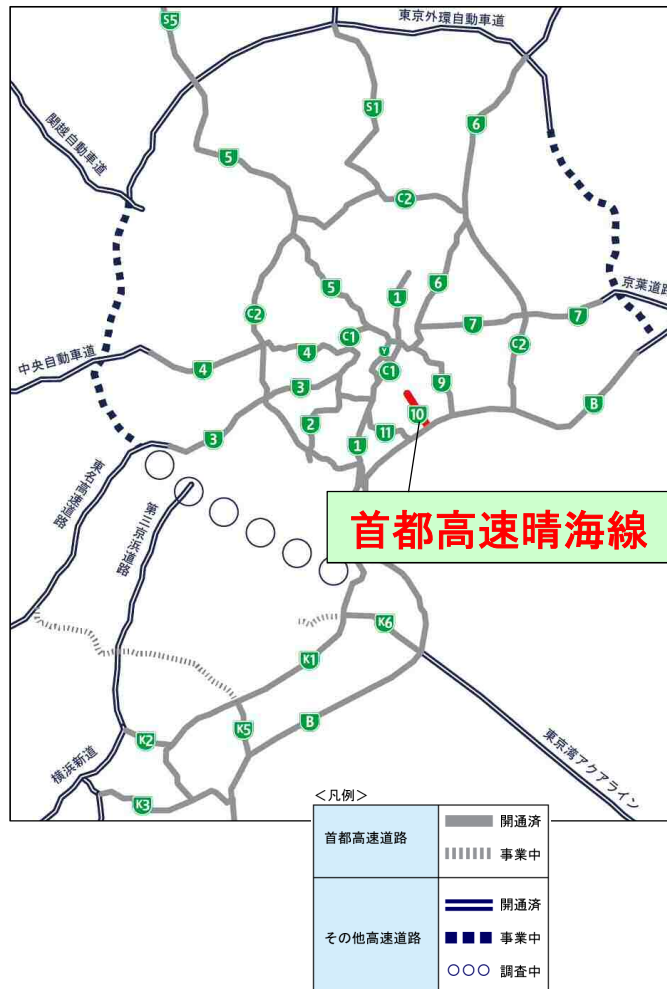 東京外環自動車道
S5
関越自動車道
S1
6
5
C2
5
1
6
京葉道路
C2
C1
Y
7
7
C2
中央自動車道
4
4
C1
9
B
3
10
2
11
3
1
東名高速道路
第三京浜道路
首都高速晴海線
K6
K1
B
K5
K2
横浜新道
K3
東京湾アクアライン
＜凡例＞
首都高速道路
開通済
事業中
その他高速道路
開通済
事業中
調査中